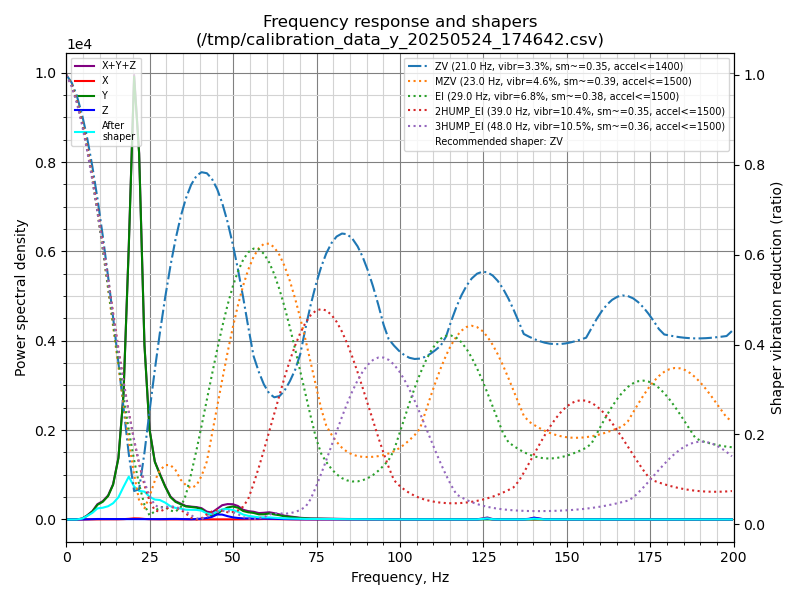 Frequency response and shapers
(/tmp/calibration_data_y_20250524_174642.csv)
1e4
X+Y+Z
X
Y
Z
After
shaper
ZV (21.0 Hz, vibr=3.3%, sm~=0.35, accel<=1400)
MZV (23.0 Hz, vibr=4.6%, sm~=0.39, accel<=1500)
EI (29.0 Hz, vibr=6.8%, sm~=0.38, accel<=1500)
2HUMP_EI (39.0 Hz, vibr=10.4%, sm~=0.35, accel<=1500)
3HUMP_EI (48.0 Hz, vibr=10.5%, sm~=0.36, accel<=1500)
Recommended shaper: ZV
Power spectral density
1.0
0.8
0.6
0.4
0.2
0.0
1.0
0.8
0.6
0.4
0.2
0.0
Shaper vibration reduction (ratio)
0 25 50 75 100 125 150 175 200
Frequency, Hz